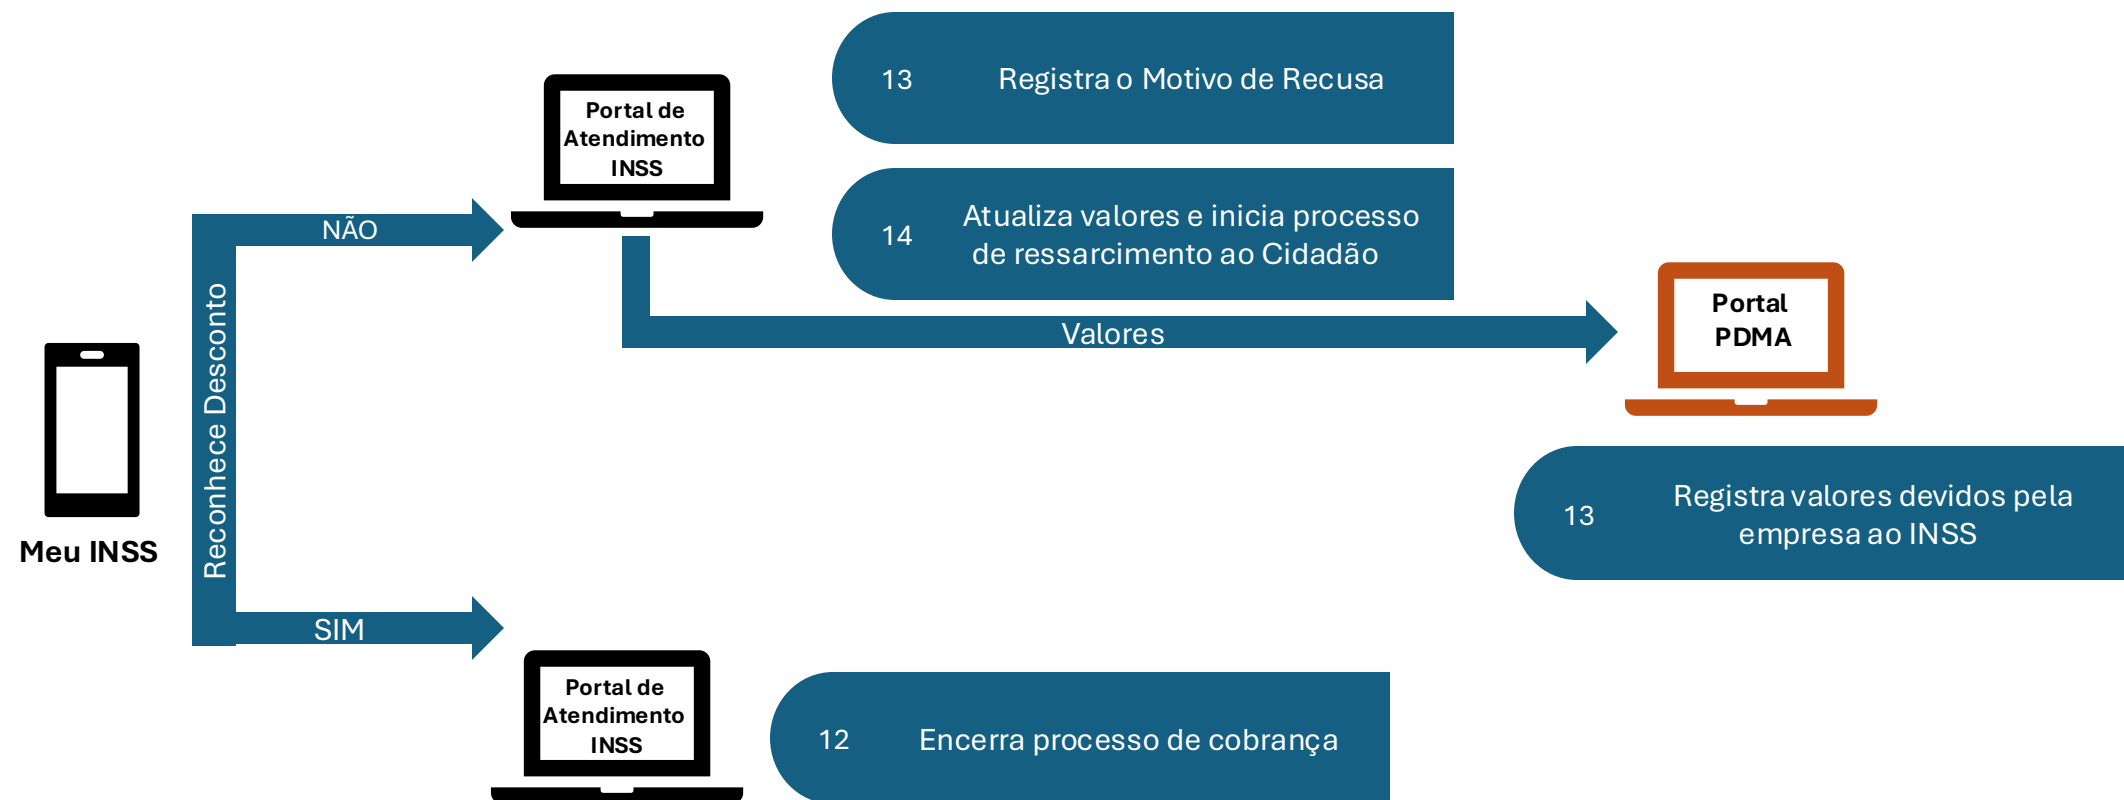 Portal de
Atendimento
INSS
13
Registra o Motivo de Recusa
14
Atualiza valores e inicia processo
de ressarcimento ao Cidadão
NÃO
Reconhece Desconto
Valores
Portal
PDMA
Meu INSS
13
Registra valores devidos pela
empresa ao INSS
SIM
Portal de
Atendimento
INSS
12
Encerra processo de cobrança